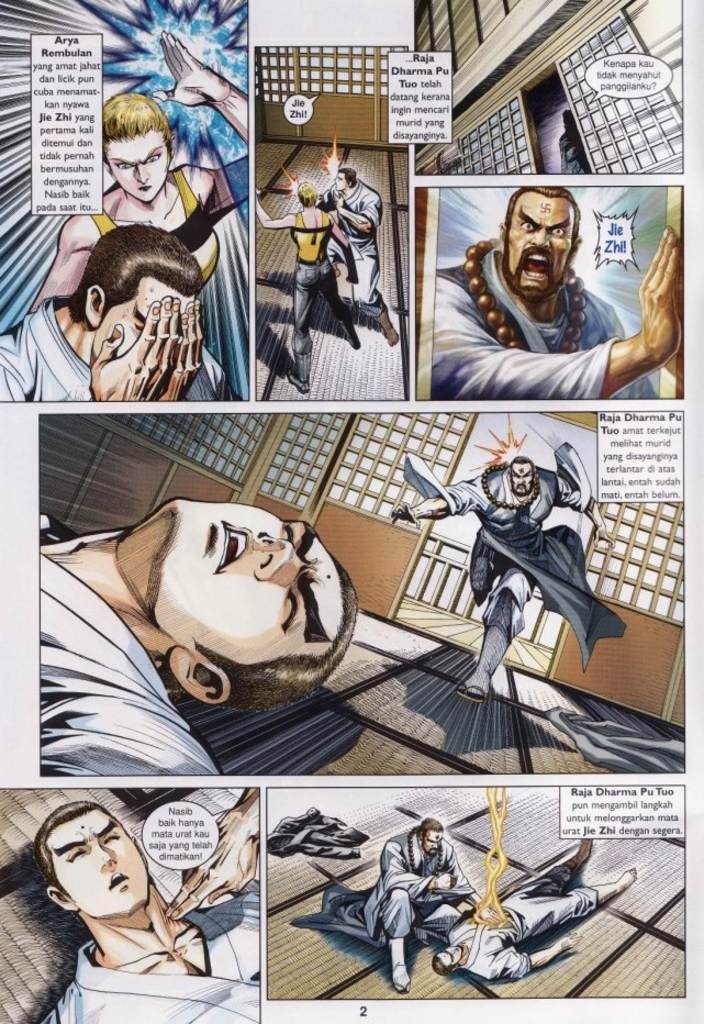 Arya
Rembulan
yang amat jahat
dan licik pun
cuba menamat-
kan nyawa
Jie Zhi yang
pertama kali
ditemui dan
tidak pernah
bermusuhan
dengannya.
Nasib baik
pada saat itu...
Jie
Zhi!
...Raja
Dharma Pu
Tuo telah
datang kerana
ingin mencari
murid yang
disayanginya.
Kenapa kau
tidak menyahut
panggilanku?
Jie
Zhi!
Raja Dharma Pu
Tuo amat terkejut
melihat murid
yang disayanginya
terlantar di atas
lantai, entah sudah
mati, entah belum.
Nasib
baik hanya
mata urat kau
saja yang telah
dimatikan!
Raja Dharma Pu Tuo
pun mengambil langkah
untuk melonggarkan mata
urat Jie Zhi dengan segera.
2